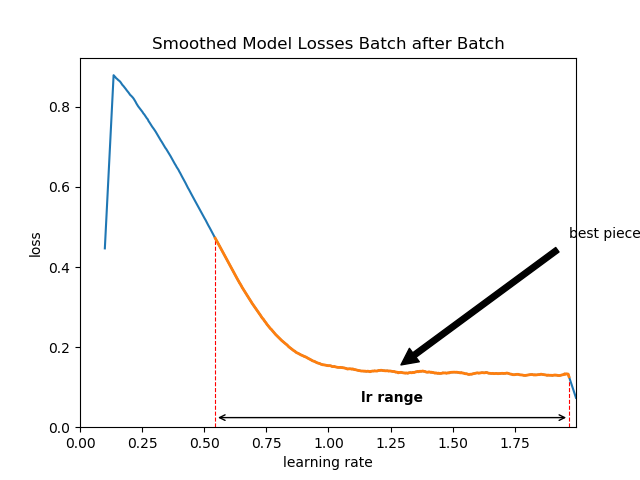 Smoothed Model Losses Batch after Batch
0.8
0.6
0.4
0.2
0.0
loss
best piece
lr range
0.00 0.25 0.50 0.75 1.00 1.25 1.50 1.75
learning rate